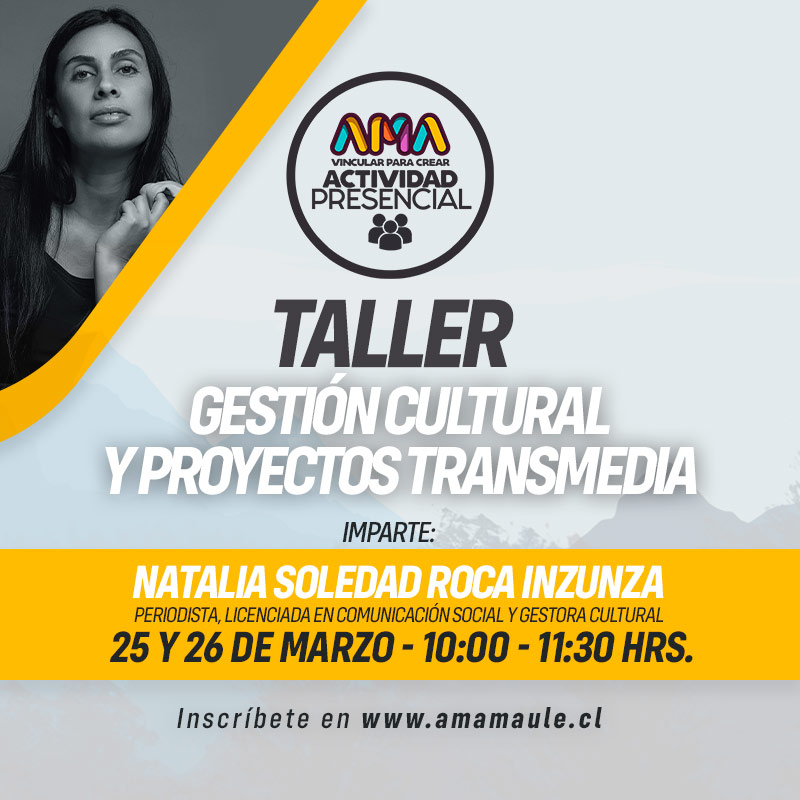 AMA
VINCULAR PARA CREAR
ACTIVIDAD
PRESENCIAL
TALLER
GESTIÓN CULTURAL
Y PROYECTOS TRANSMEDIA
IMPARTE:
NATALIA SOLEDAD ROCA INZUNZA
PERIODISTA, LICENCIADA EN COMUNICACIÓN SOCIAL Y GESTORA CULTURAL
25 Y 26 DE MARZO - 10:00 - 11:30 HRS.
Inscríbete en www.amamaule.cl